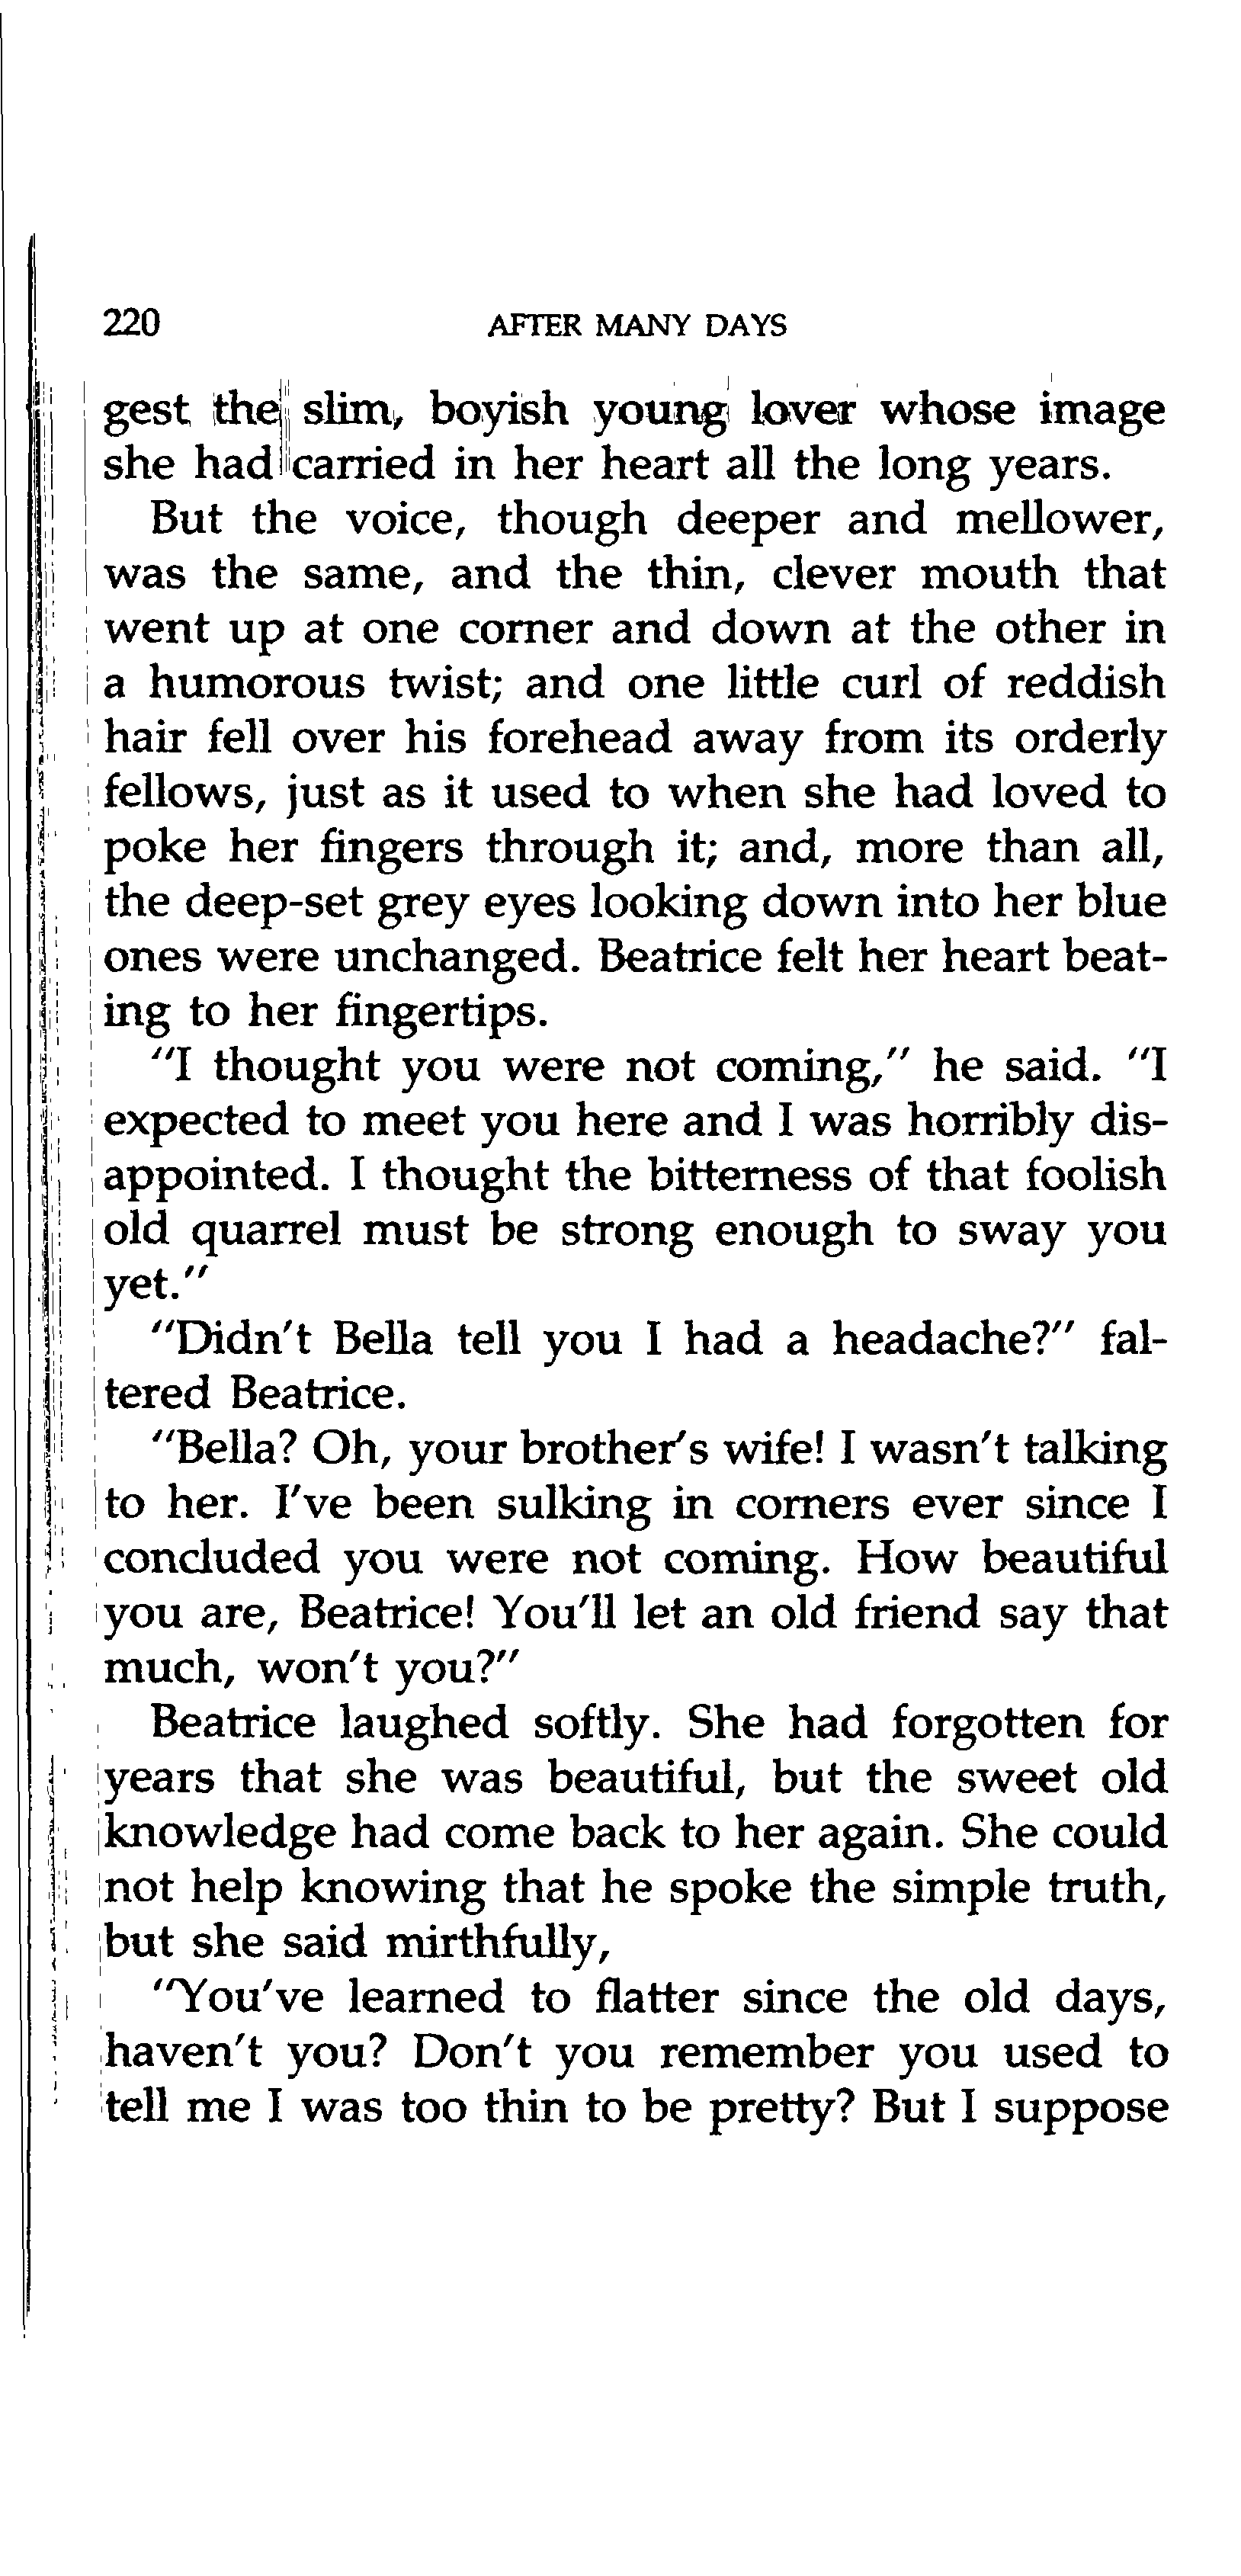 220 AFTER MANY DAYS
gest the slim, boyish young lover whose image
she had carried in her heart all the long years.
But the voice, though deeper and mellower,
was the same, and the thin, clever mouth that
went up at one corner and down at the other in
a humorous twist; and one little curl of reddish
hair fell over his forehead away from its orderly
fellows, just as it used to when she had loved to
poke her fingers through it; and, more than all,
the deep-set grey eyes looking down into her blue
ones were unchanged. Beatrice felt her heart beat-
ing to her fingertips.
"I thought you were not coming," he said. "I
expected to meet you here and I was horribly dis-
appointed. I thought the bitterness of that foolish
old quarrel must be strong enough to sway you
yet."
"Didn't Bella tell you I had a headache?" fal-
tered Beatrice.
"Bella? Oh, your brother's wife! I wasn't talking
to her. I've been sulking in corners ever since I
concluded you were not coming. How beautiful
you are, Beatrice! You'll let an old friend say that
much, won't you?"
Beatrice laughed softly. She had forgotten for
years that she was beautiful, but the sweet old
knowledge had come back to her again. She could
not help knowing that he spoke the simple truth,
but she said mirthfully,
"You've learned to flatter since the old days,
haven't you? Don't you remember you used to
tell me I was too thin to be pretty? But I suppose